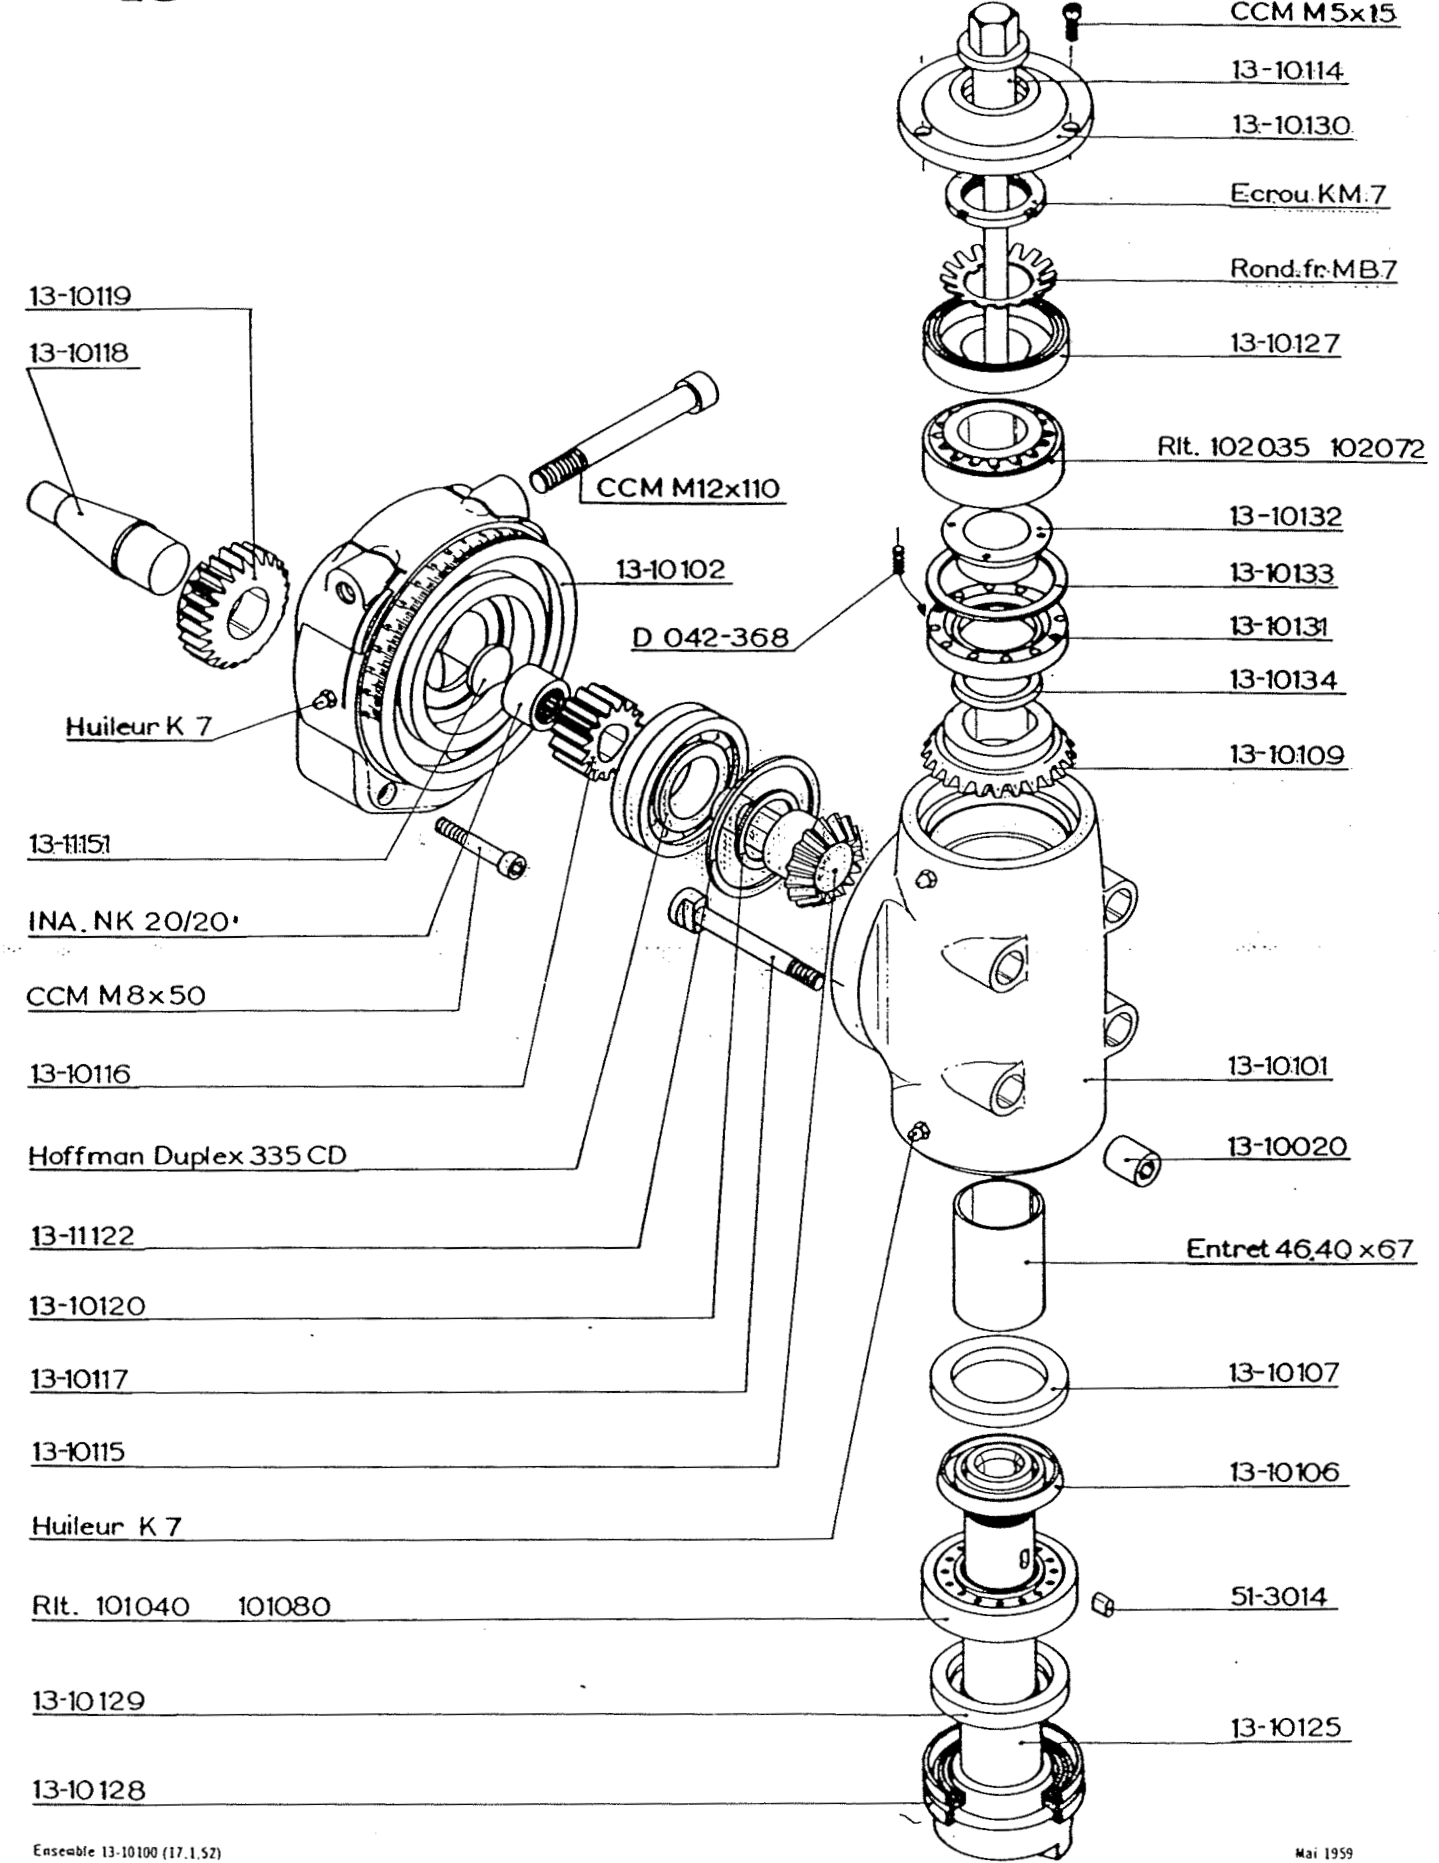 CCM M5x15
13-10114
13-10130
Ecrou KM.7
Rond.fr.MB.7
13-10119
13-10127
13-10118
Rlt. 102035 102072
CCM M12x110
13-10132
13-10102
13-10133
D 042-368
13-10131
13-10134
Huileur K 7
13-10109
13-11151
INA. NK 20/20
CCM M8x50
13-10116
13-10101
13-10020
Hoffman Duplex 335 CD
13-11122
Entret 46.40x67
13-10120
13-10117
13-10107
13-10115
13-10106
Huileur K 7
Rlt. 101040 101080
51-3014
13-10129
13-10125
13-10128
Ensemble 13-10100 (17.1.52)
Mai 1959